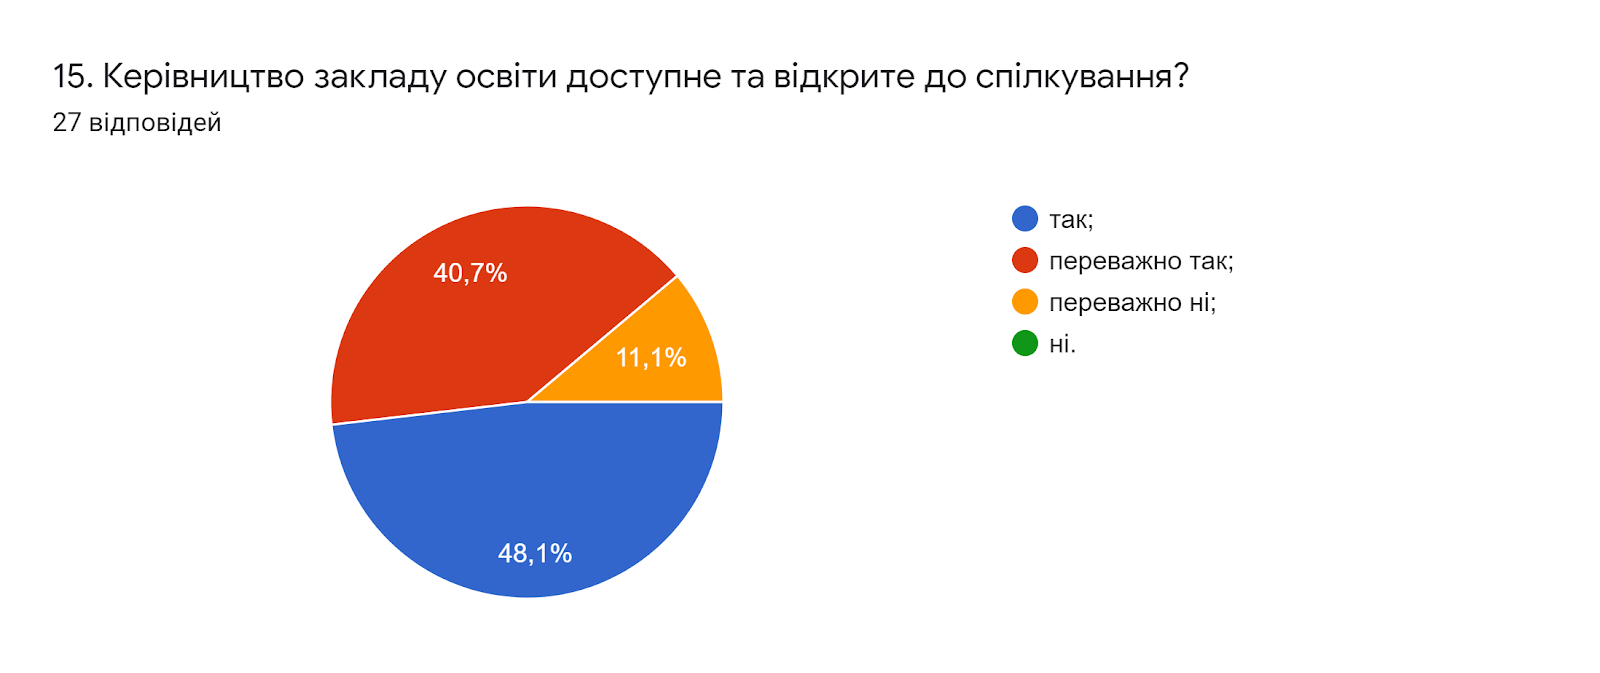 15. Керівництво закладу освіти доступне та відкрите до спілкування?
27 відповідей
40,7%
11,1%
48,1%
так;
переважно так;
переважно ні;
ні.